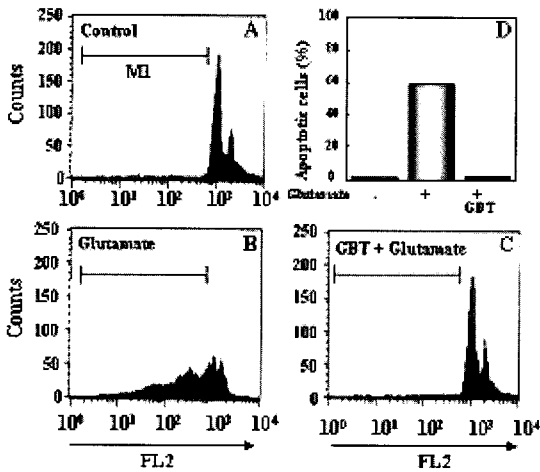 Control A
M1
Counts
250
200
150
100
50
0
10⁰ 10¹ 10² 10³ 10⁴
D
Apoptotic cells (%)
100
80
60
40
20
0
Glutamate - + +
GBT
Glutamate B
Counts
250
200
150
100
50
0
10⁰ 10¹ 10² 10³ 10⁴
FL2
GBT + Glutamate C
250
200
150
100
50
0
10⁰ 10¹ 10² 10³ 10⁴
FL2